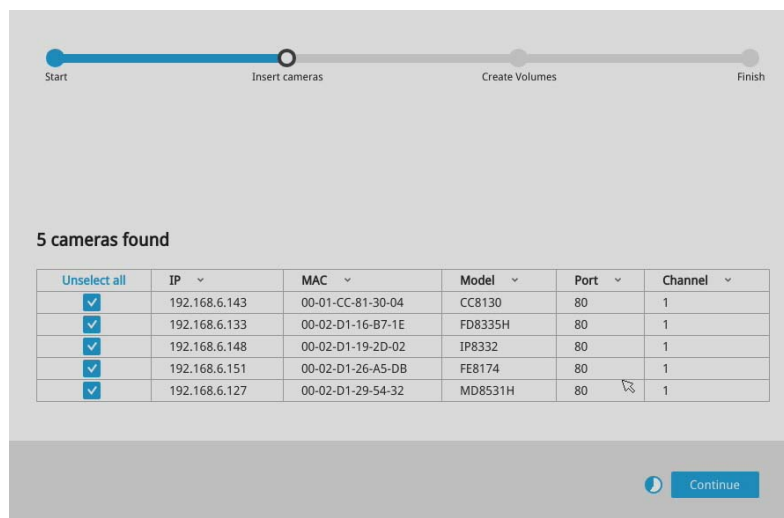 Start Insert cameras Create Volumes Finish
5 cameras found
Unselect all IP MAC Model Port Channel
192.168.6.143 00-01-CC-81-30-04 CC8130 80 1
192.168.6.133 00-02-D1-16-B7-1E FD8335H 80 1
192.168.6.148 00-02-D1-19-2D-02 IP8332 80 1
192.168.6.151 00-02-D1-26-A5-DB FE8174 80 1
192.168.6.127 00-02-D1-29-54-32 MD8531H 80 1
Continue